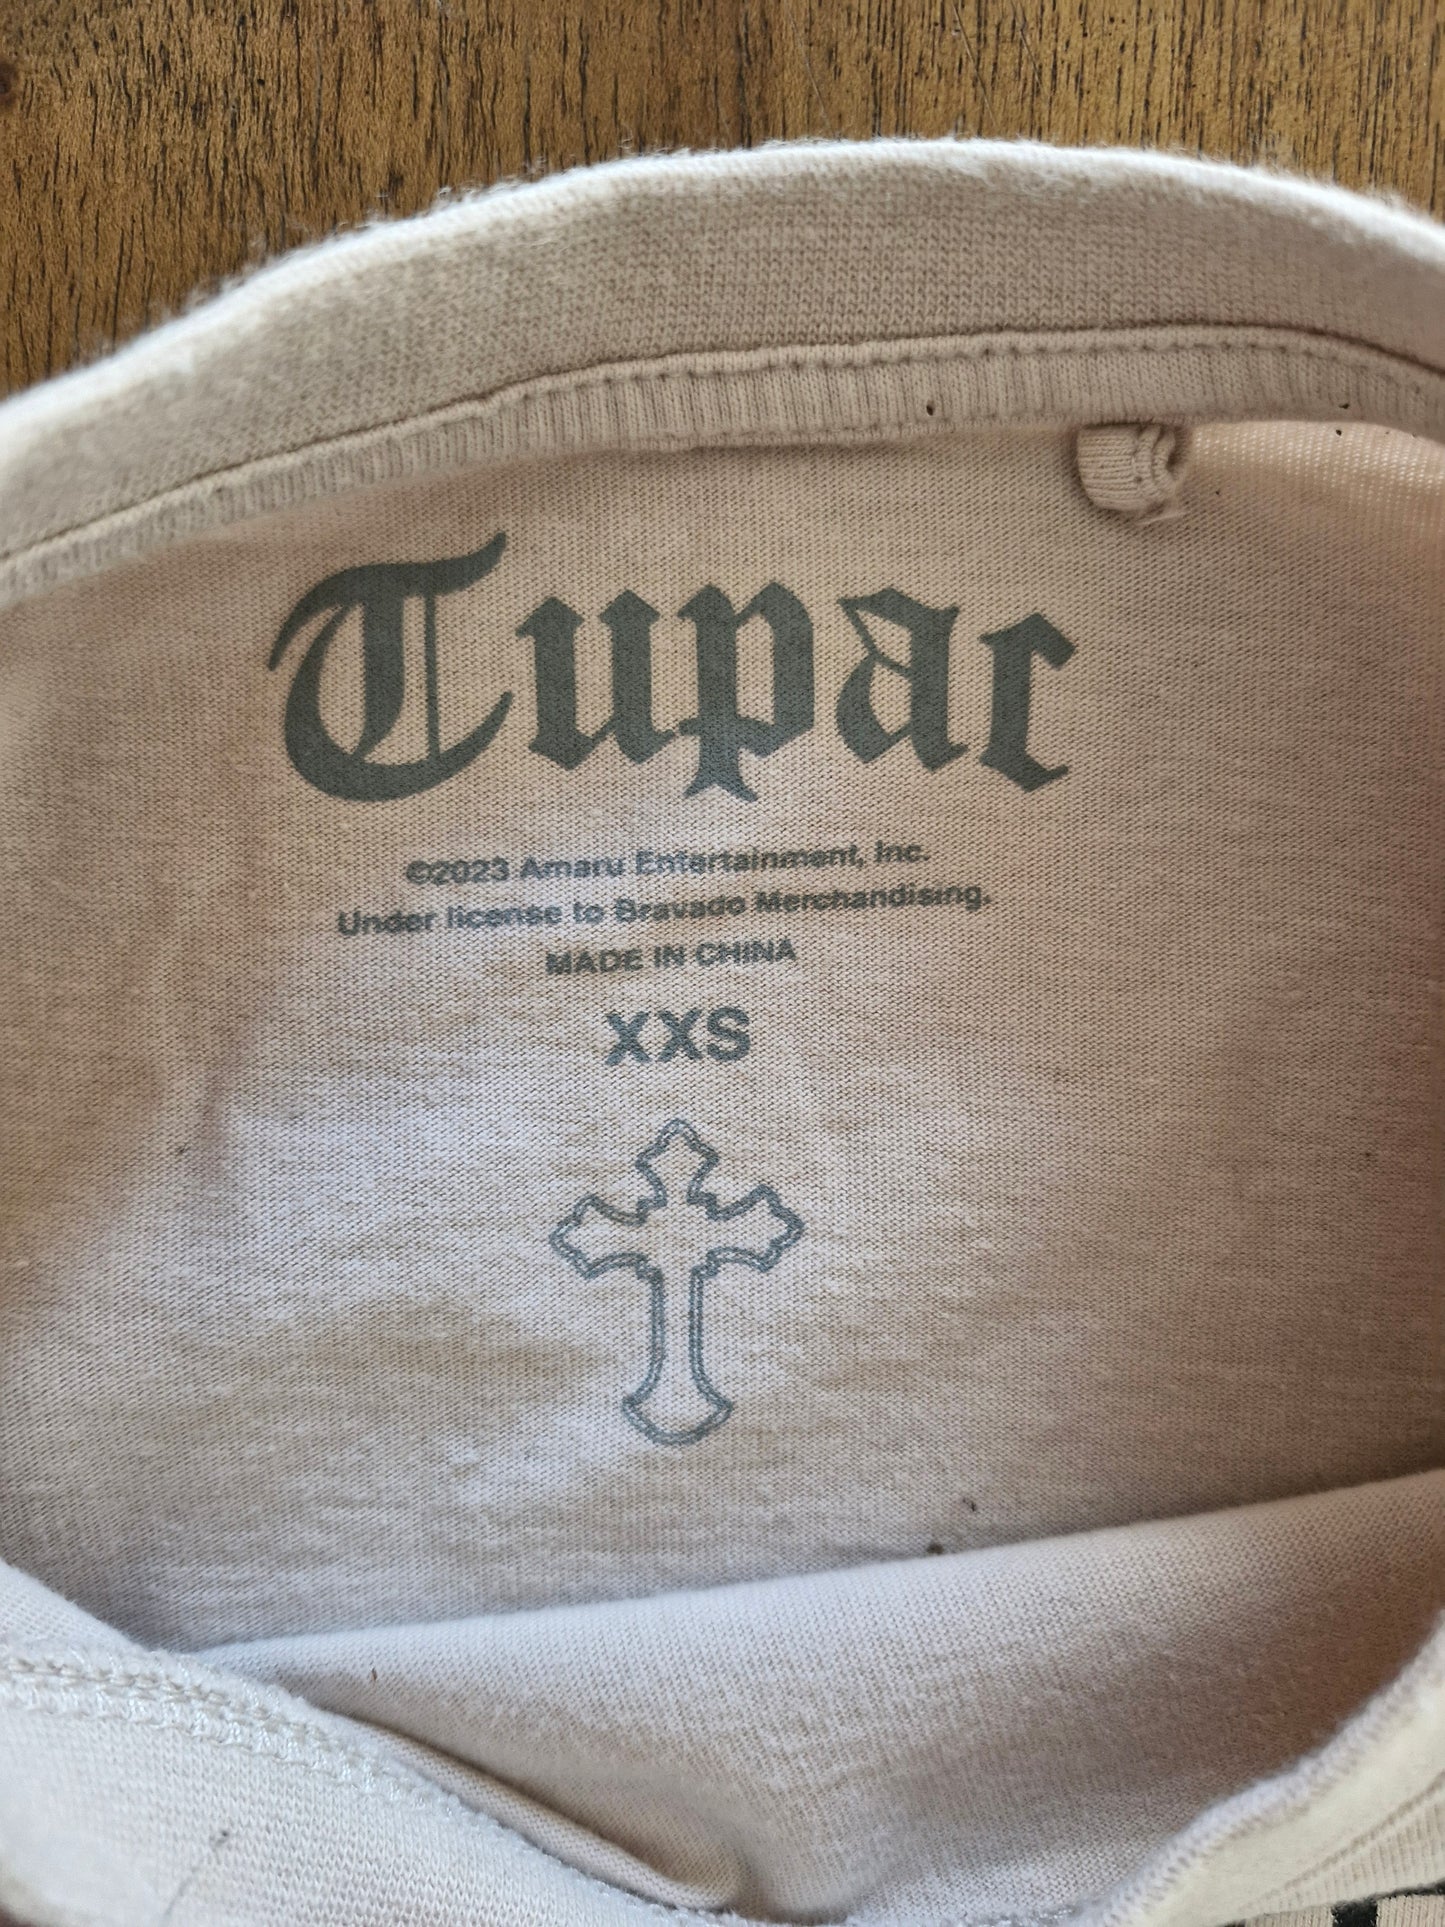 Tupac
©2023 Amaru Entertainment, Inc.
Under license to Bravado Merchandising.
MADE IN CHINA
XXS